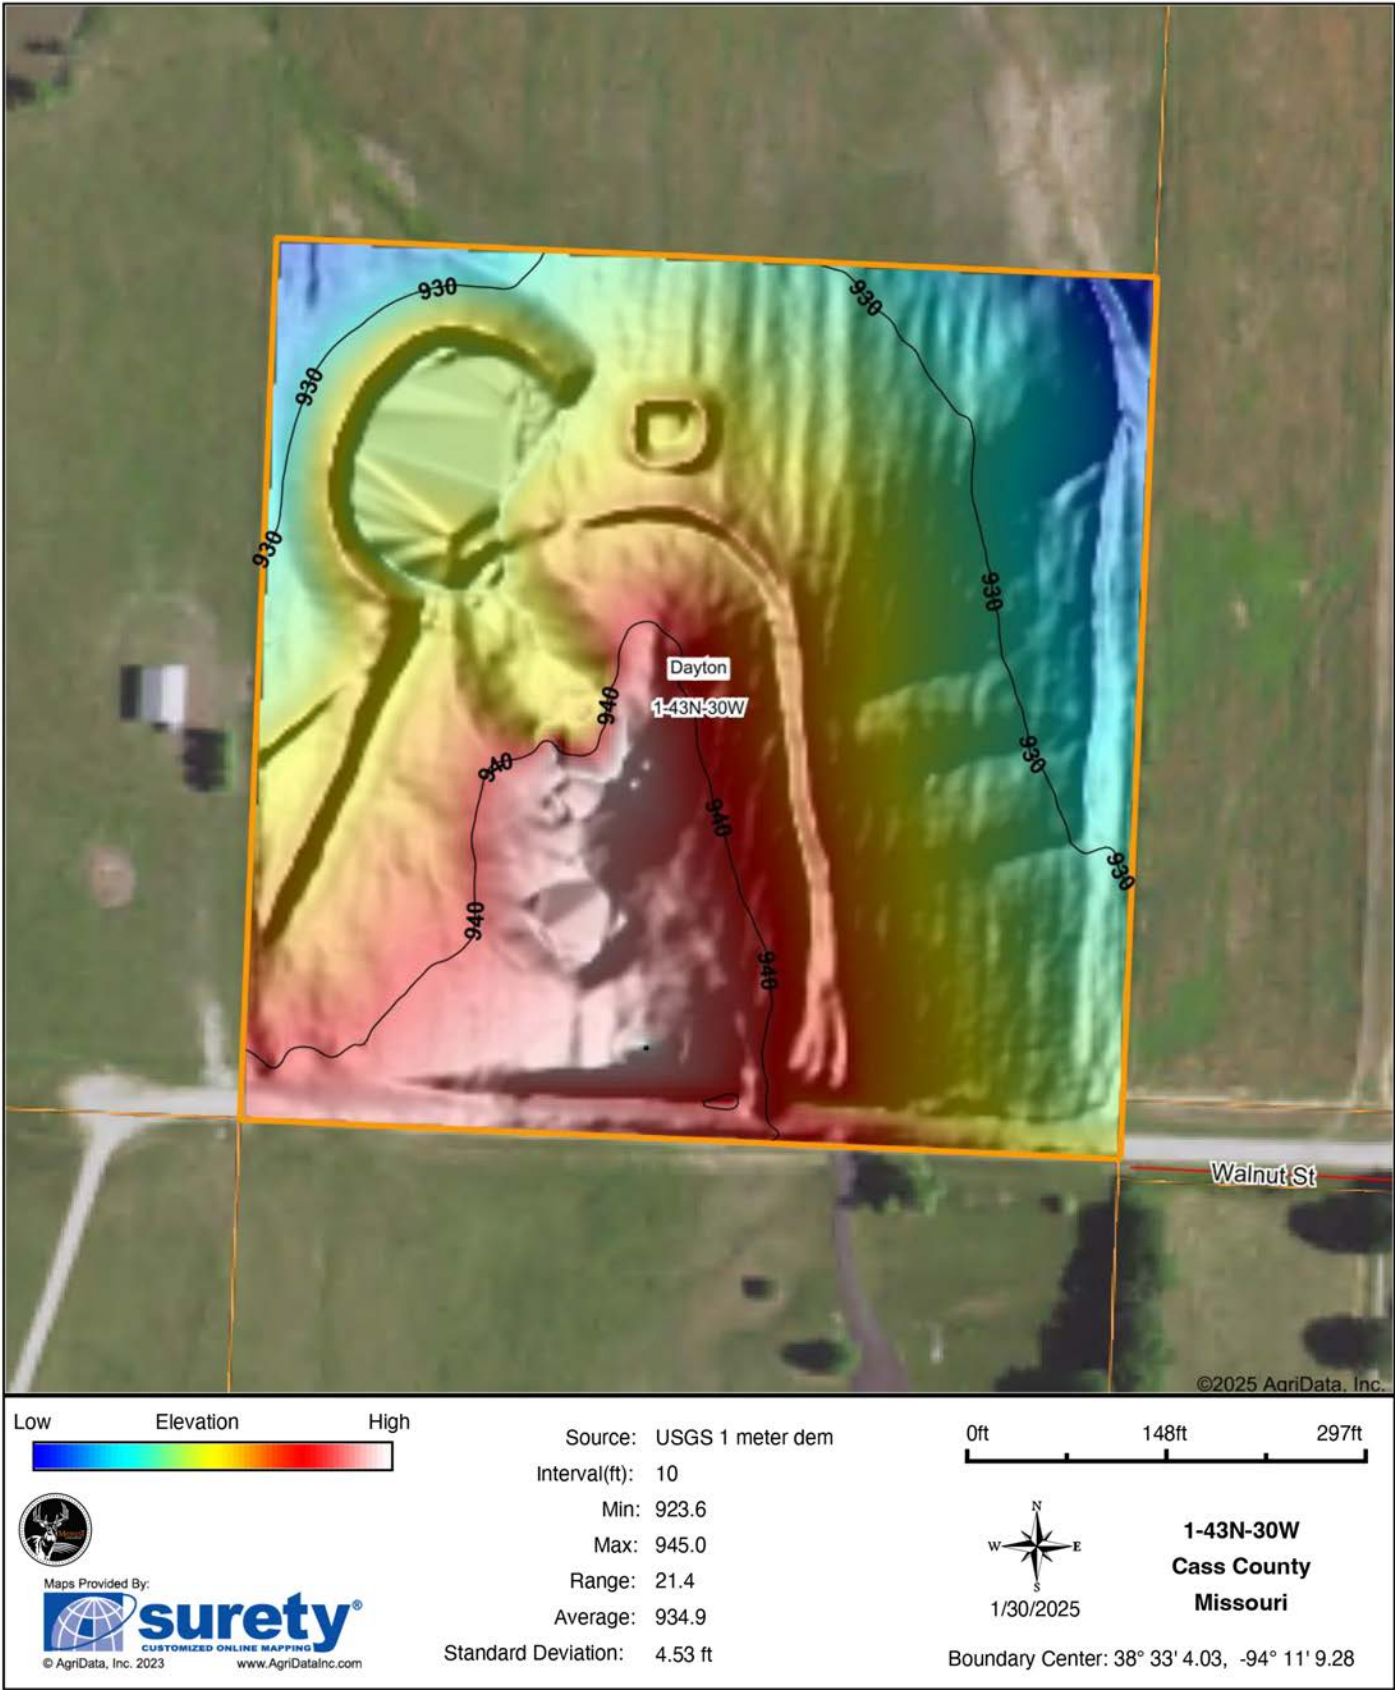 930
930
930
930
930
930
930
Dayton
1-43N-30W
940
940
940
940
940
Walnut St
©2025 AgriData, Inc.
Low Elevation High
Source: USGS 1 meter dem
Interval(ft): 10
Min: 923.6
Max: 945.0
Range: 21.4
Average: 934.9
Standard Deviation: 4.53 ft
0ft 148ft 297ft
N
W E
S
1/30/2025
1-43N-30W
Cass County
Missouri
Boundary Center: 38° 33' 4.03, -94° 11' 9.28
Maps Provided By:
surety®
CUSTOMIZED ONLINE MAPPING
© AgriData, Inc. 2023 www.AgriDataInc.com